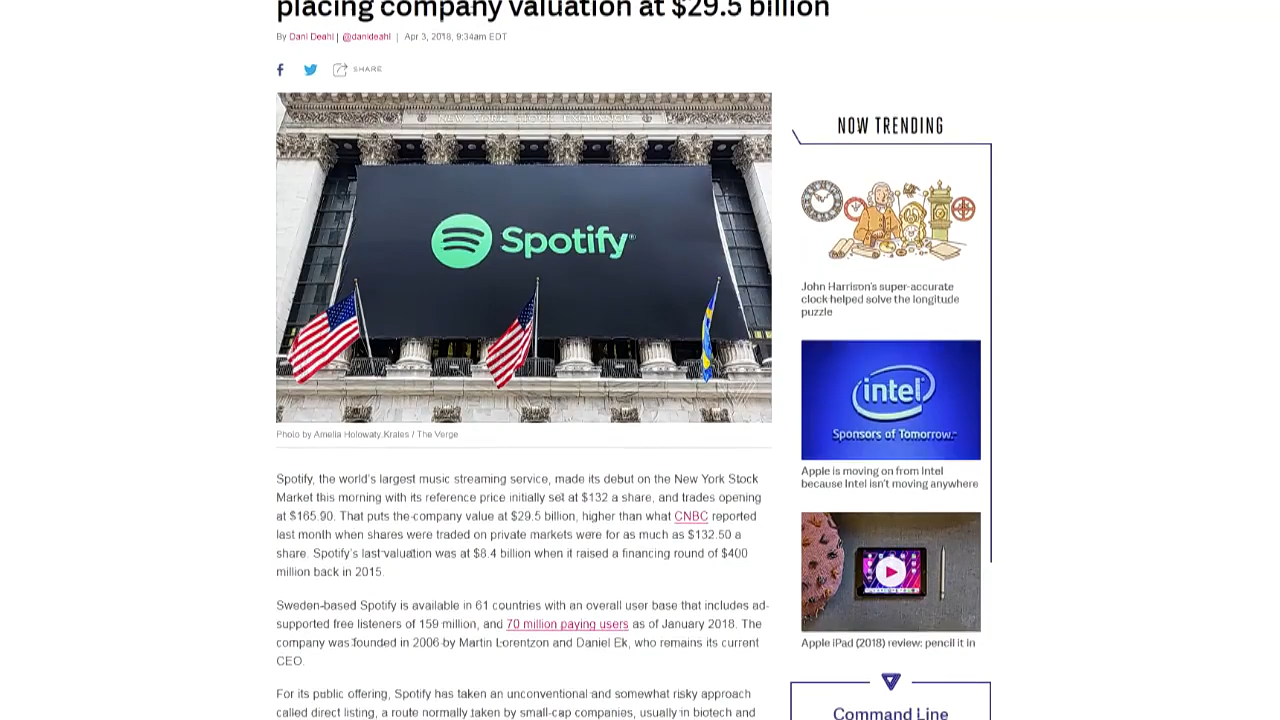 placing company valuation at $29.5 billion
By Dani Deahl | @danideahl | Apr 3, 2018, 9:34am EDT
SHARE
NEW YORK STOCK EXCHANGE
Spotify®
Photo by Amelia Holowaty Krales / The Verge
Spotify, the world's largest music streaming service, made its debut on the New York Stock
Market this morning with its reference price initially set at $132 a share, and trades opening
at $165.90. That puts the company value at $29.5 billion, higher than what CNBC reported
last month when shares were traded on private markets were for as much as $132.50 a
share. Spotify's last valuation was at $8.4 billion when it raised a financing round of $400
million back in 2015.
Sweden-based Spotify is available in 61 countries with an overall user base that includes ad-
supported free listeners of 159 million, and 70 million paying users as of January 2018. The
company was founded in 2006 by Martin Lorentzon and Daniel Ek, who remains its current
CEO.
For its public offering, Spotify has taken an unconventional and somewhat risky approach
called direct listing, a route normally taken by small-cap companies, usually in biotech and
NOW TRENDING
John Harrison's super-accurate
clock helped solve the longitude
puzzle
intel
Sponsors of Tomorrow.™
Apple is moving on from Intel
because Intel isn't moving anywhere
Apple iPad (2018) review: pencil it in
Command Line